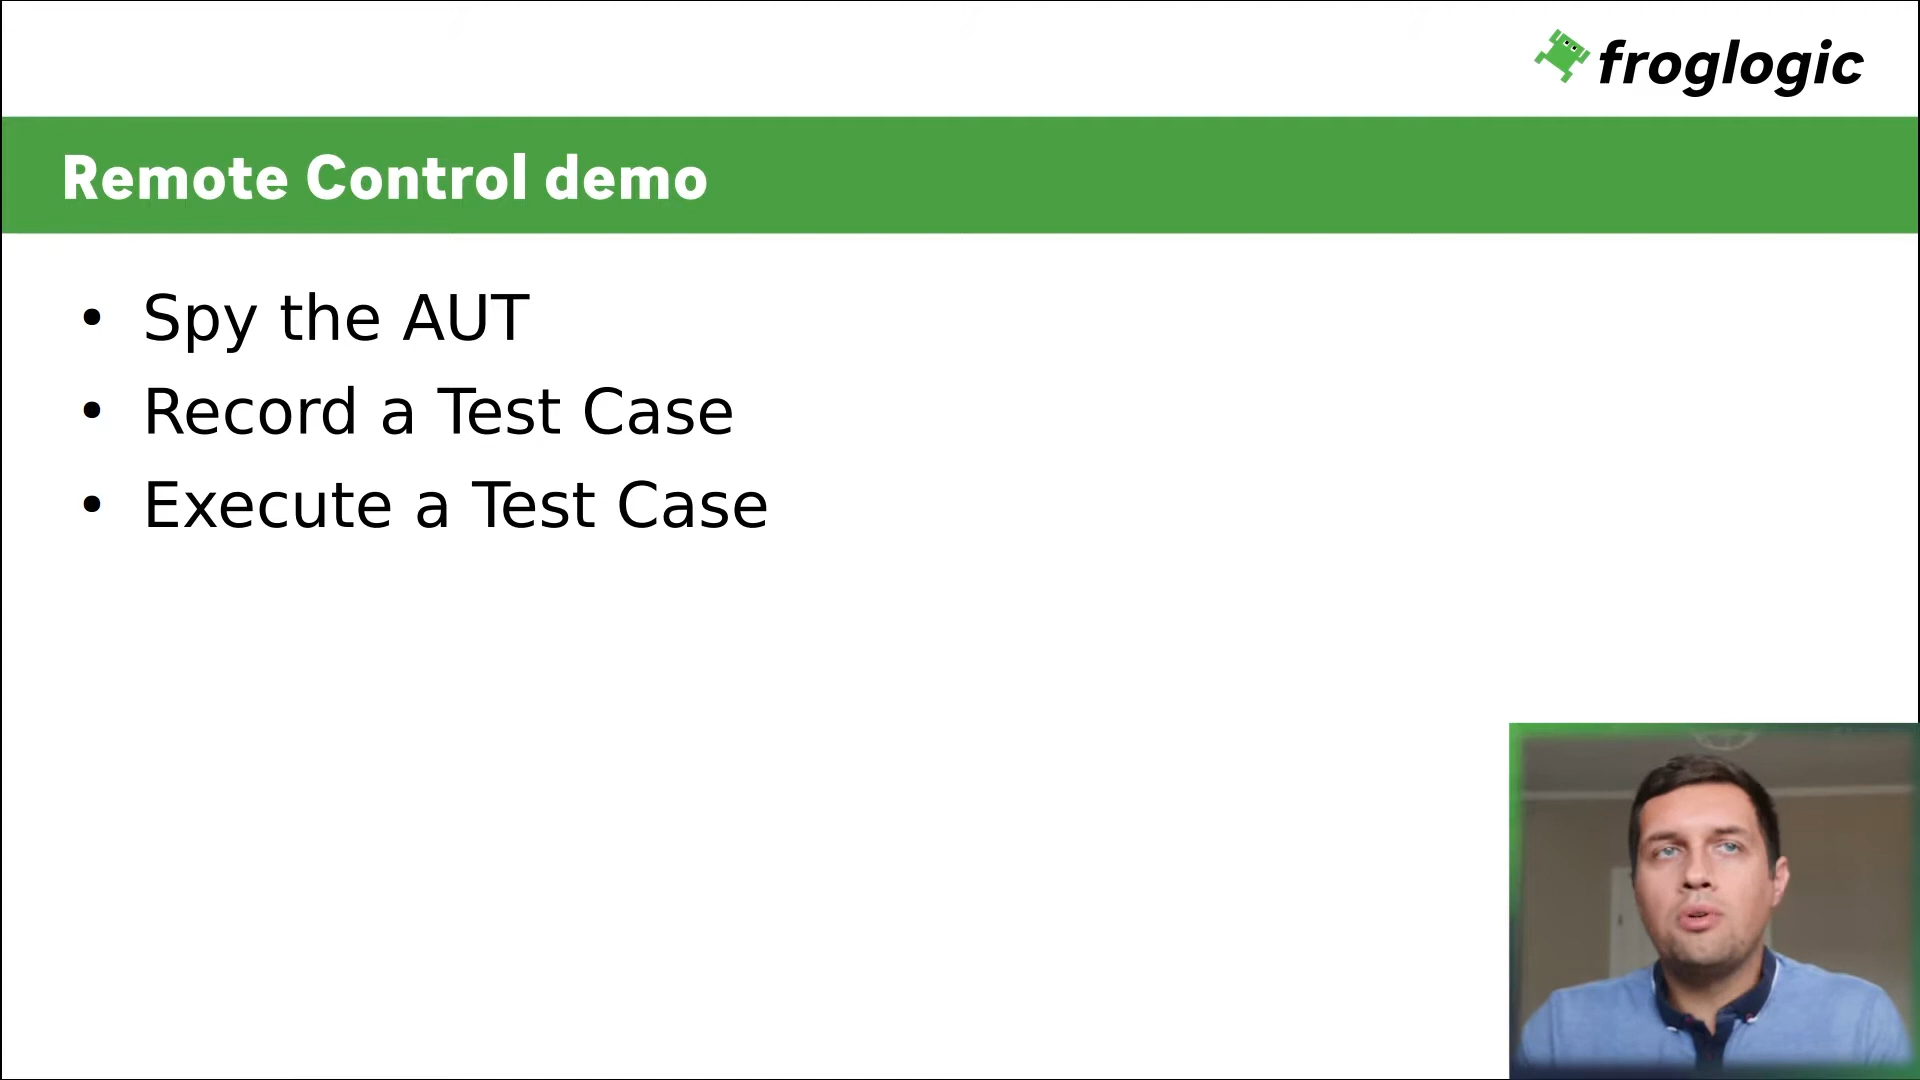 froglogic
Remote Control demo
• Spy the AUT
• Record a Test Case
• Execute a Test Case